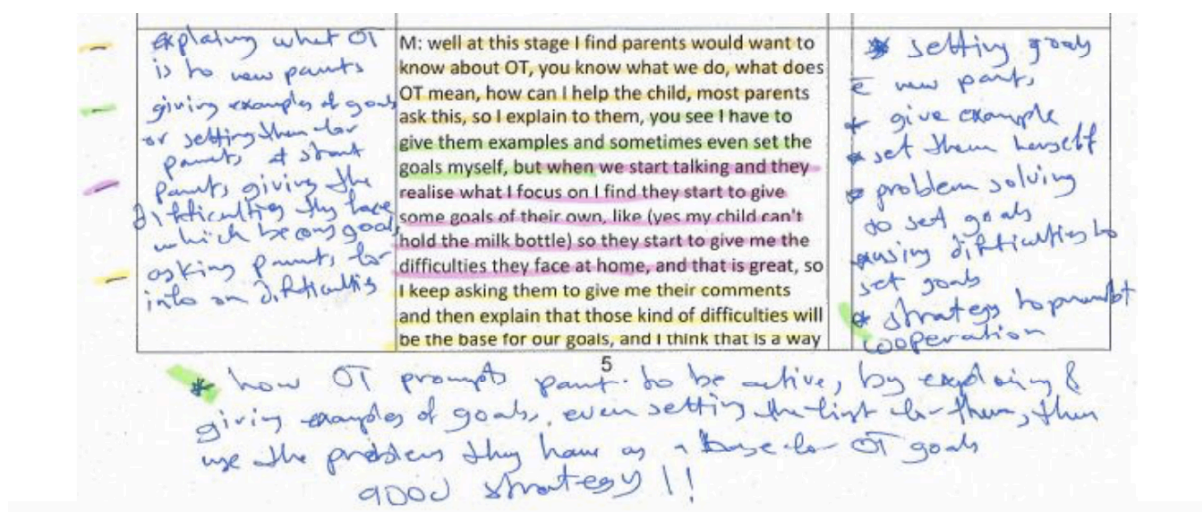 explaing what OT
is to new parents
giving examples of goals
or setting them for
parents at start
parents giving the
difficulties they face
which becoms goals
asking parents for
info on difficulties
M: well at this stage I find parents would want to
know about OT, you know what we do, what does
OT mean, how can I help the child, most parents
ask this, so I explain to them, you see I have to
give them examples and sometimes even set the
goals myself, but when we start talking and they
realise what I focus on I find they start to give
some goals of their own, like (yes my child can't
hold the milk bottle) so they start to give me the
difficulties they face at home, and that is great, so
I keep asking them to give me their comments
and then explain that those kind of difficulties will
be the base for our goals, and I think that is a way
* setting goals
new parts
* give example
* set them herself
* problem solving
to set goals
using difficulties to
set goals
* strategy to prompt
cooperation
5
* how OT prompts parent to be active, by explaing &
giving examples of goals, even setting the first for them, then
use the problem they have as a base for OT goals
good strategy !!